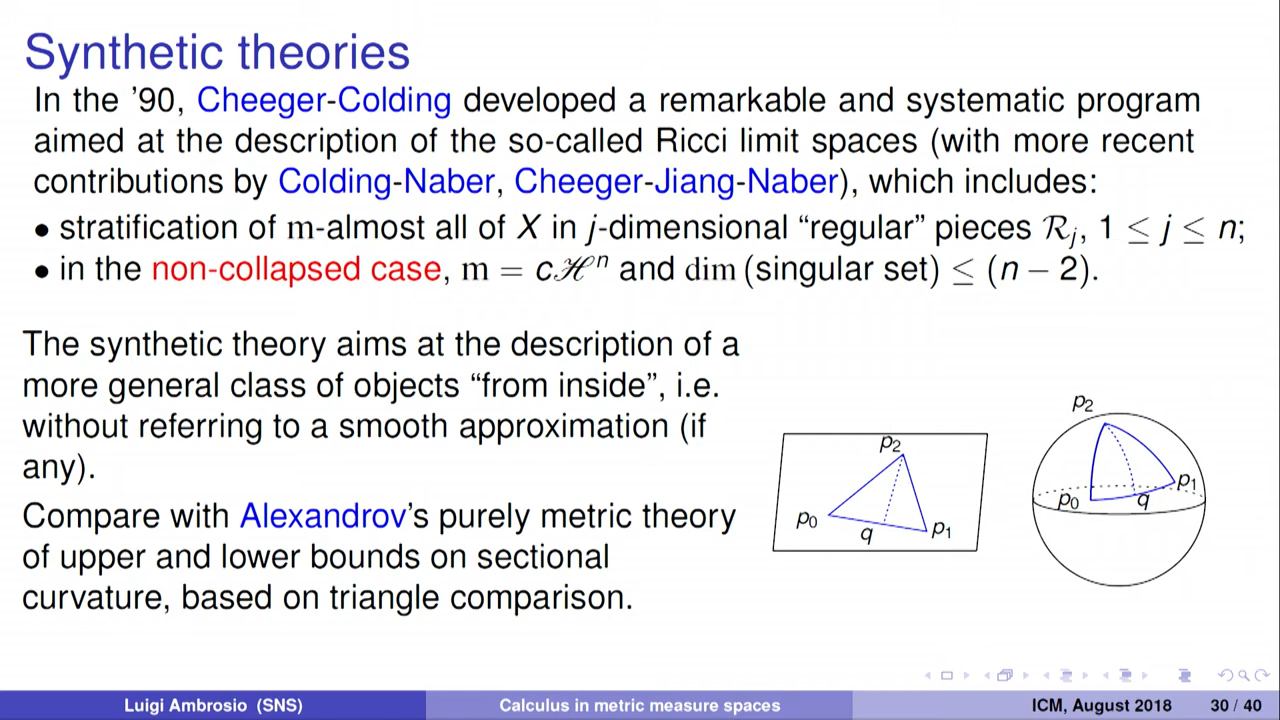 Synthetic theories
In the '90, Cheeger-Colding developed a remarkable and systematic program
aimed at the description of the so-called Ricci limit spaces (with more recent
contributions by Colding-Naber, Cheeger-Jiang-Naber), which includes:
• stratification of m-almost all of X in j-dimensional “regular” pieces ℛⱼ, 1 ≤ j ≤ n;
• in the non-collapsed case, m = cℋⁿ and dim (singular set) ≤ (n − 2).
The synthetic theory aims at the description of a
more general class of objects “from inside”, i.e.
without referring to a smooth approximation (if
any).
Compare with Alexandrov's purely metric theory
of upper and lower bounds on sectional
curvature, based on triangle comparison.
p₂
p₀
q
p₁
p₂
p₀
q
p₁
Luigi Ambrosio (SNS)
Calculus in metric measure spaces
ICM, August 2018
30 / 40